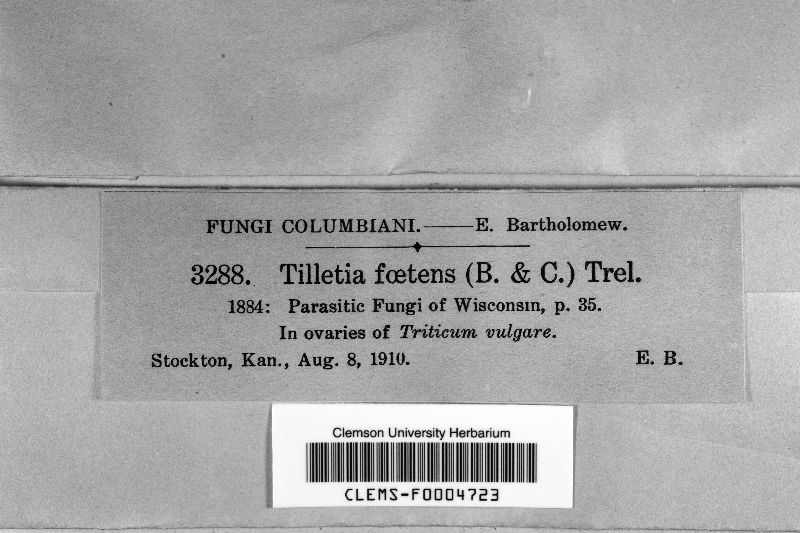 FUNGI COLUMBIANI.——E. Bartholomew.
3288. Tilletia fœtens (B. & C.) Trel.
1884: Parasitic Fungi of Wisconsin, p. 35.
In ovaries of Triticum vulgare.
Stockton, Kan., Aug. 8, 1910. E. B.
Clemson University Herbarium
CLEMS-F0004723